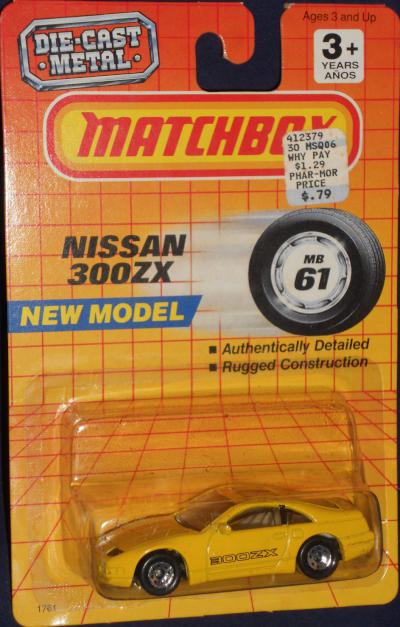 Ages 3 and Up
DIE-CAST
METAL
3+
YEARS
AÑOS
MATCHBOX
412379
30 MSQ06
WHY PAY
$1.29
PHAR-MOR
PRICE
$.79
NISSAN
300ZX
MB
61
NEW MODEL
■ Authentically Detailed
■ Rugged Construction
300ZX
1761